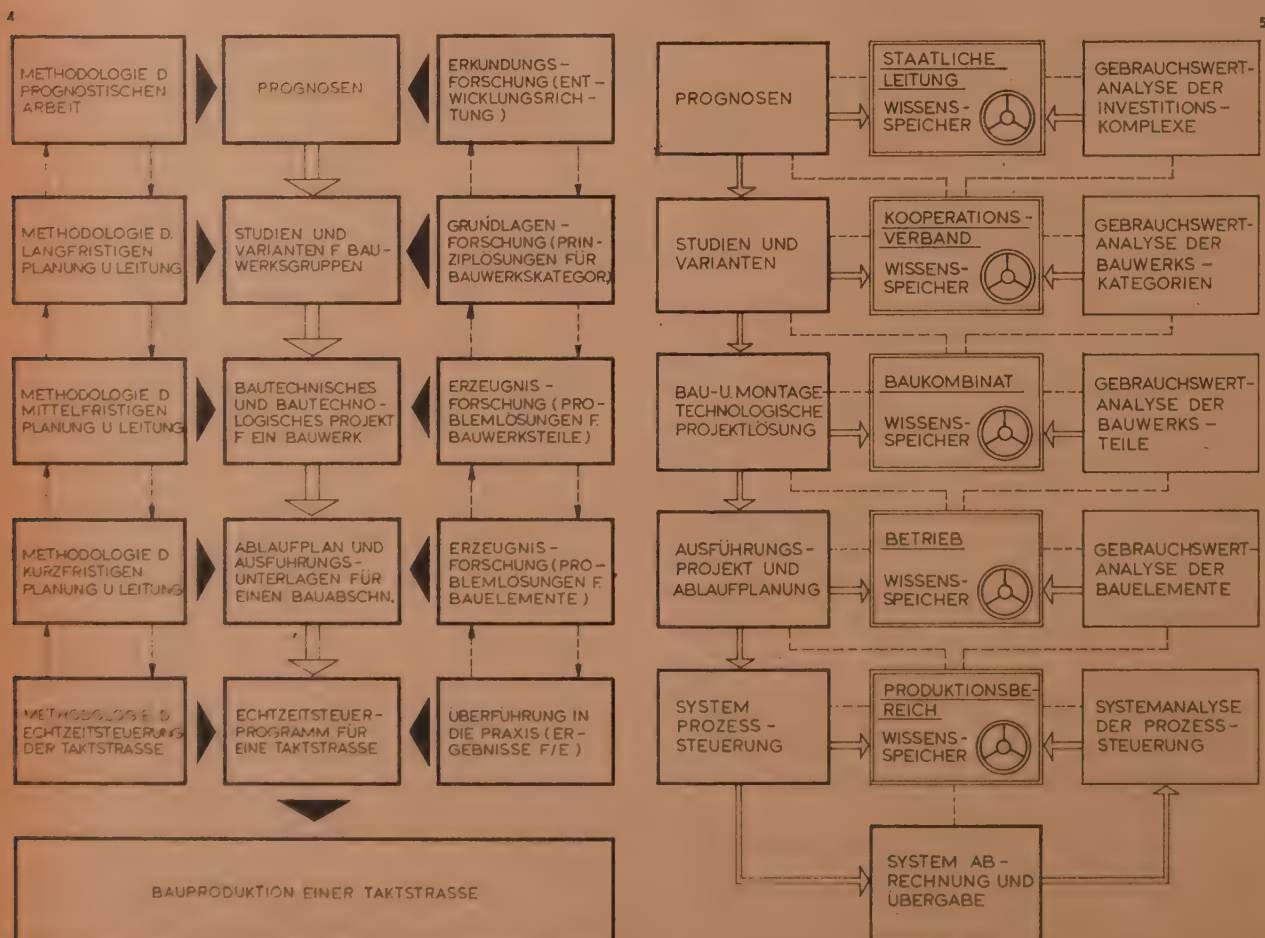 4
METHODOLOGIE D
PROGNOSTISCHEN
ARBEIT
PROGNOSEN
ERKUNDUNGS-
FORSCHUNG (ENT-
WICKLUNGSRICH-
TUNG)
METHODOLOGIE D.
LANGFRISTIGEN
PLANUNG U LEITUNG
STUDIEN UND
VARIANTEN F BAU-
WERKSGRUPPEN
GRUNDLAGEN-
FORSCHUNG (PRIN-
ZIPLÖSUNGEN FÜR
BAUWERKSKATEGOR.)
METHODOLOGIE D
MITTELFRISTIGEN
PLANUNG U LEITUNG
BAUTECHNISCHES
UND BAUTECHNO-
LOGISCHES PROJEKT
F EIN BAUWERK
ERZEUGNIS-
FORSCHUNG (PRO-
BLEMLÖSUNGEN F.
BAUWERKSTEILE)
METHODOLOGIE D
KURZFRISTIGEN
PLANUNG U LEITUNG
ABLAUFPLAN UND
AUSFÜHRUNGS-
UNTERLAGEN FÜR
EINEN BAUABSCHN.
ERZEUGNIS-
FORSCHUNG (PRO-
BLEMLÖSUNGEN F.
BAUELEMENTE)
METHODOLOGIE D
ECHTZEITSTEUERUNG
DER TAKTSTRASSE
ECHTZEITSTEUER-
PROGRAMM FÜR
EINE TAKTSTRASSE
ÜBERFÜHRUNG IN
DIE PRAXIS (ER-
GEBNISSE F/E)
BAUPRODUKTION EINER TAKTSTRASSE
5
PROGNOSEN
STAATLICHE
LEITUNG
WISSENS-
SPEICHER
GEBRAUCHSWERT-
ANALYSE DER
INVESTITIONS-
KOMPLEXE
STUDIEN UND
VARIANTEN
KOOPERATIONS-
VERBAND
WISSENS-
SPEICHER
GEBRAUCHSWERT-
ANALYSE DER
BAUWERKS-
KATEGORIEN
BAU-U. MONTAGE-
TECHNOLOGISCHE
PROJEKTLÖSUNG
BAUKOMBINAT
WISSENS-
SPEICHER
GEBRAUCHSWERT-
ANALYSE DER
BAUWERKS-
TEILE
AUSFÜHRUNGS-
PROJEKT UND
ABLAUFPLANUNG
BETRIEB
WISSENS-
SPEICHER
GEBRAUCHSWERT-
ANALYSE DER
BAUELEMENTE
SYSTEM
PROZESS-
STEUERUNG
PRODUKTIONSBE-
REICH
WISSENS-
SPEICHER
SYSTEMANALYSE
DER PROZESS-
STEUERUNG
SYSTEM AB-
RECHNUNG UND
ÜBERGABE